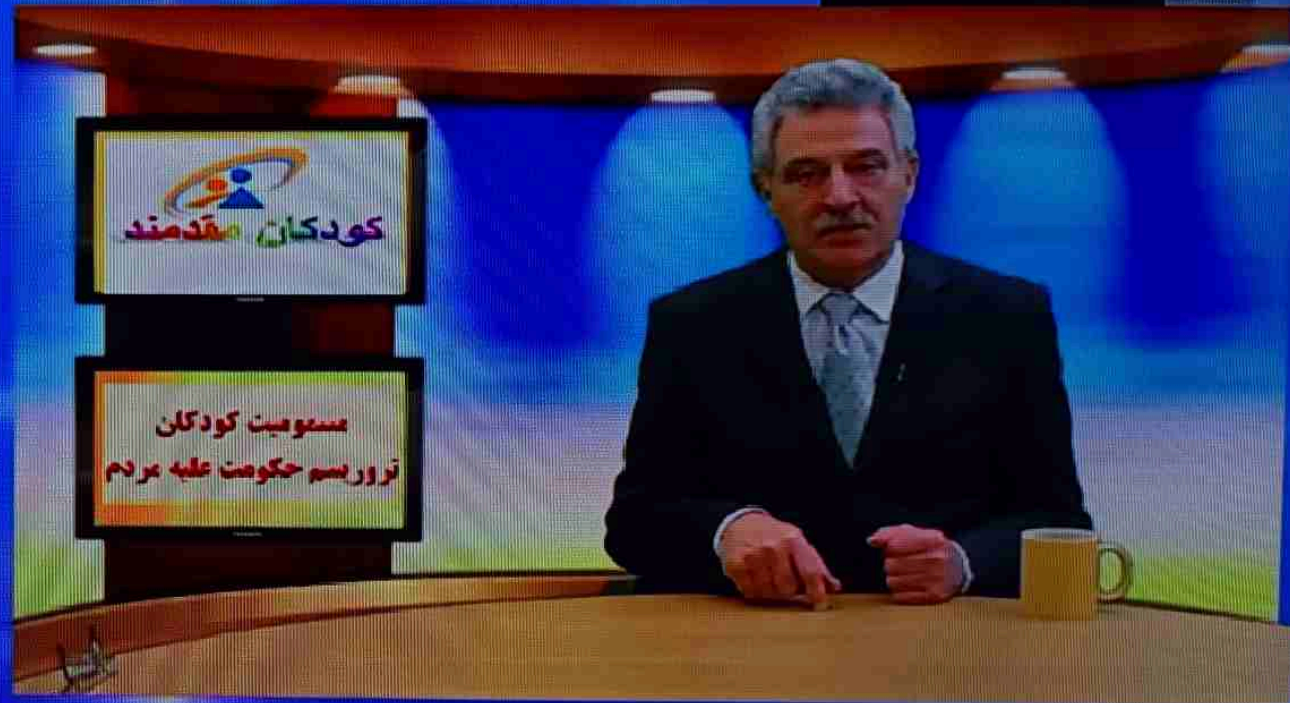 کودکان مقدمند
مسمومیت کودکان
تروریسم حکومت علیه مردم